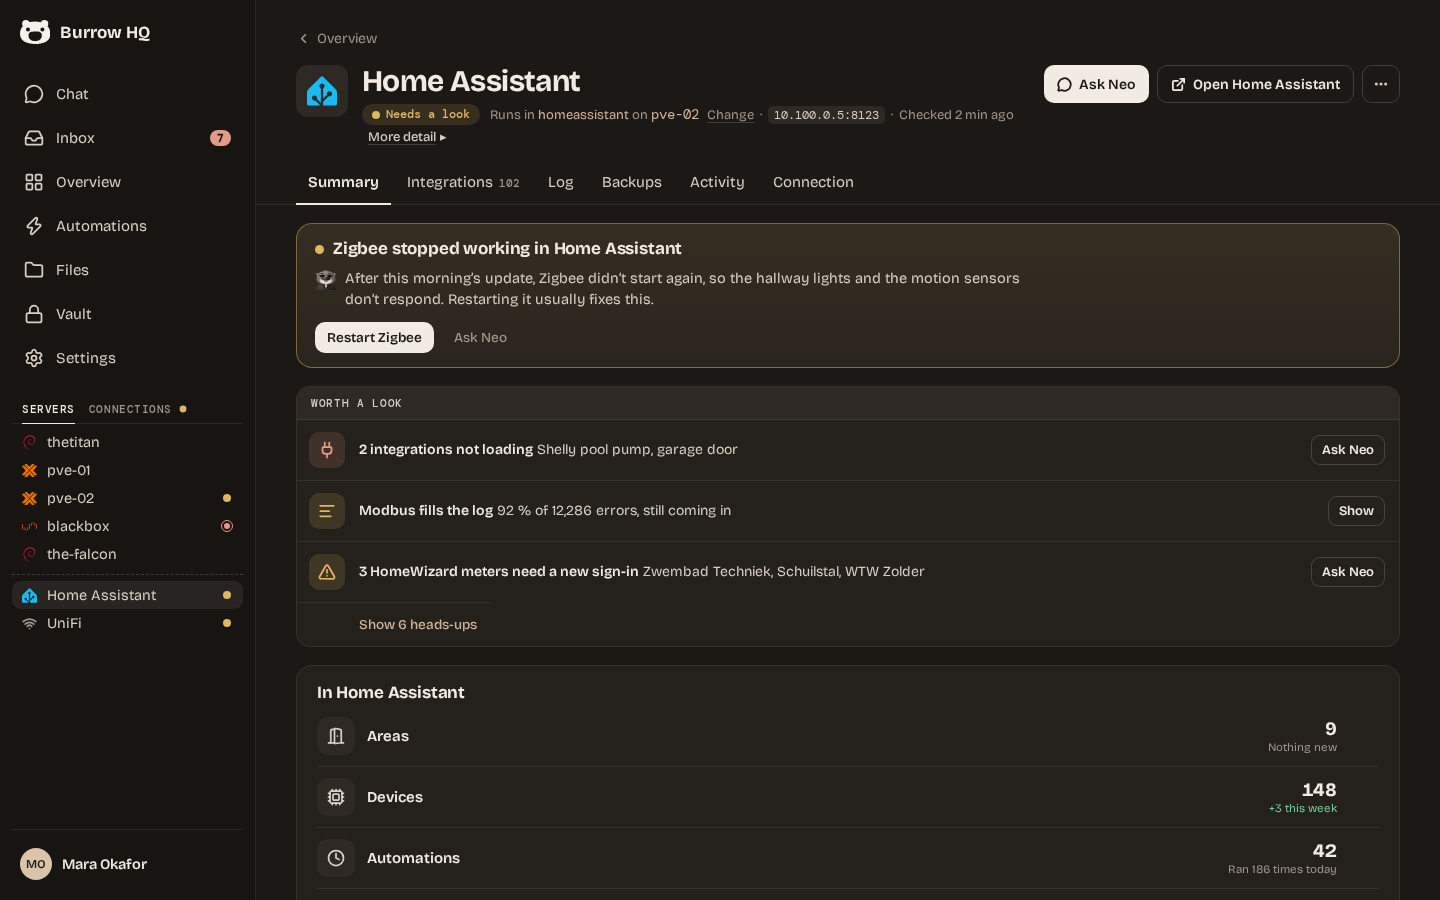 Burrow HQ
Chat
Inbox 7
Overview
Automations
Files
Vault
Settings
SERVERS CONNECTIONS
thetitan
pve-01
pve-02
blackbox
the-falcon
Home Assistant
UniFi
MO Mara Okafor
Overview
Home Assistant
Ask Neo
Open Home Assistant
Needs a look Runs in homeassistant on pve-02 Change · 10.100.0.5:8123 · Checked 2 min ago
More detail ▸
Summary Integrations 102 Log Backups Activity Connection
Zigbee stopped working in Home Assistant
After this morning's update, Zigbee didn't start again, so the hallway lights and the motion sensors
don't respond. Restarting it usually fixes this.
Restart Zigbee Ask Neo
WORTH A LOOK
2 integrations not loading Shelly pool pump, garage door Ask Neo
Modbus fills the log 92 % of 12,286 errors, still coming in Show
3 HomeWizard meters need a new sign-in Zwembad Techniek, Schuilstal, WTW Zolder Ask Neo
Show 6 heads-ups
In Home Assistant
Areas 9
Nothing new
Devices 148
+3 this week
Automations 42
Ran 186 times today